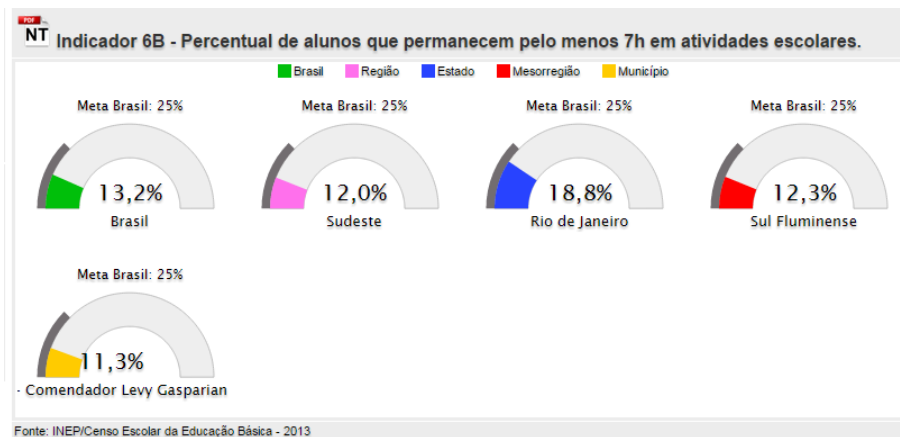 PDF
NT
Indicador 6B - Percentual de alunos que permanecem pelo menos 7h em atividades escolares.
Brasil Região Estado Mesorregião Município
Meta Brasil: 25% Meta Brasil: 25% Meta Brasil: 25% Meta Brasil: 25%
13,2% 12,0% 18,8% 12,3%
Brasil Sudeste Rio de Janeiro Sul Fluminense
Meta Brasil: 25%
11,3%
- Comendador Levy Gasparian
Fonte: INEP/Censo Escolar da Educação Básica - 2013